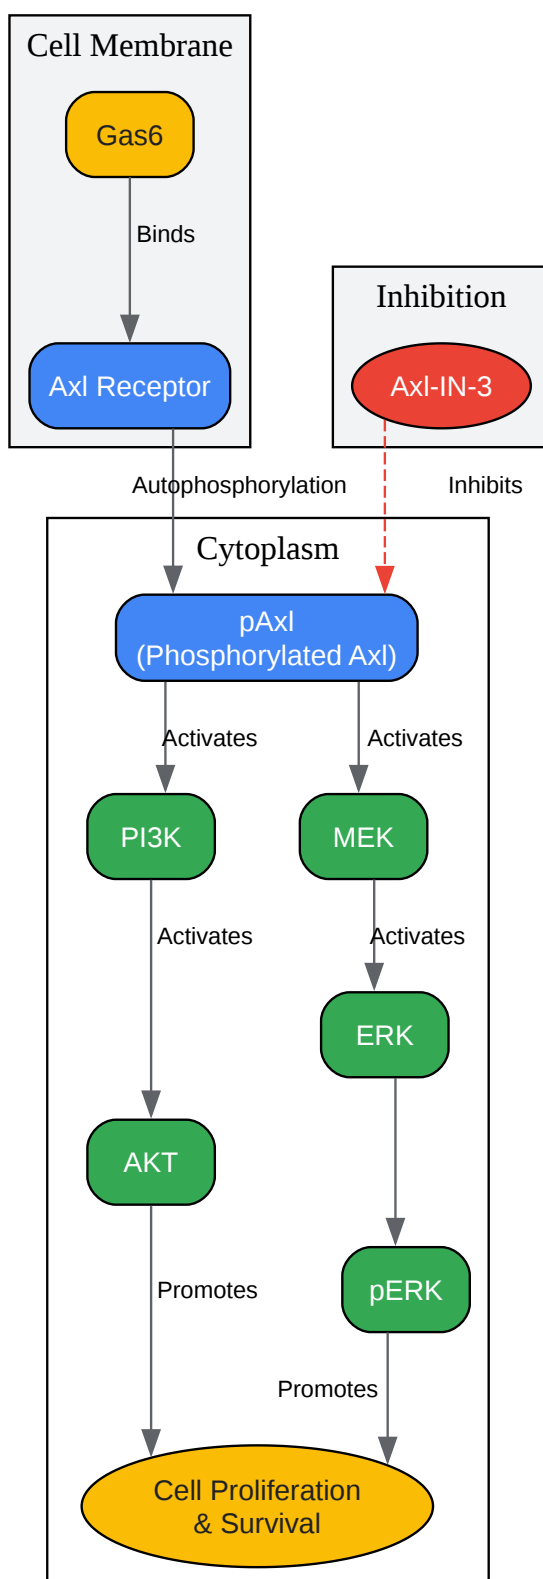 Cell Membrane
Gas6
Binds
Inhibition
Axl Receptor
Axl-IN-3
Autophosphorylation
Inhibits
Cytoplasm
pAxl
(Phosphorylated Axl)
Activates
Activates
PI3K
MEK
Activates
Activates
ERK
AKT
Promotes
pERK
Promotes
Cell Proliferation
& Survival